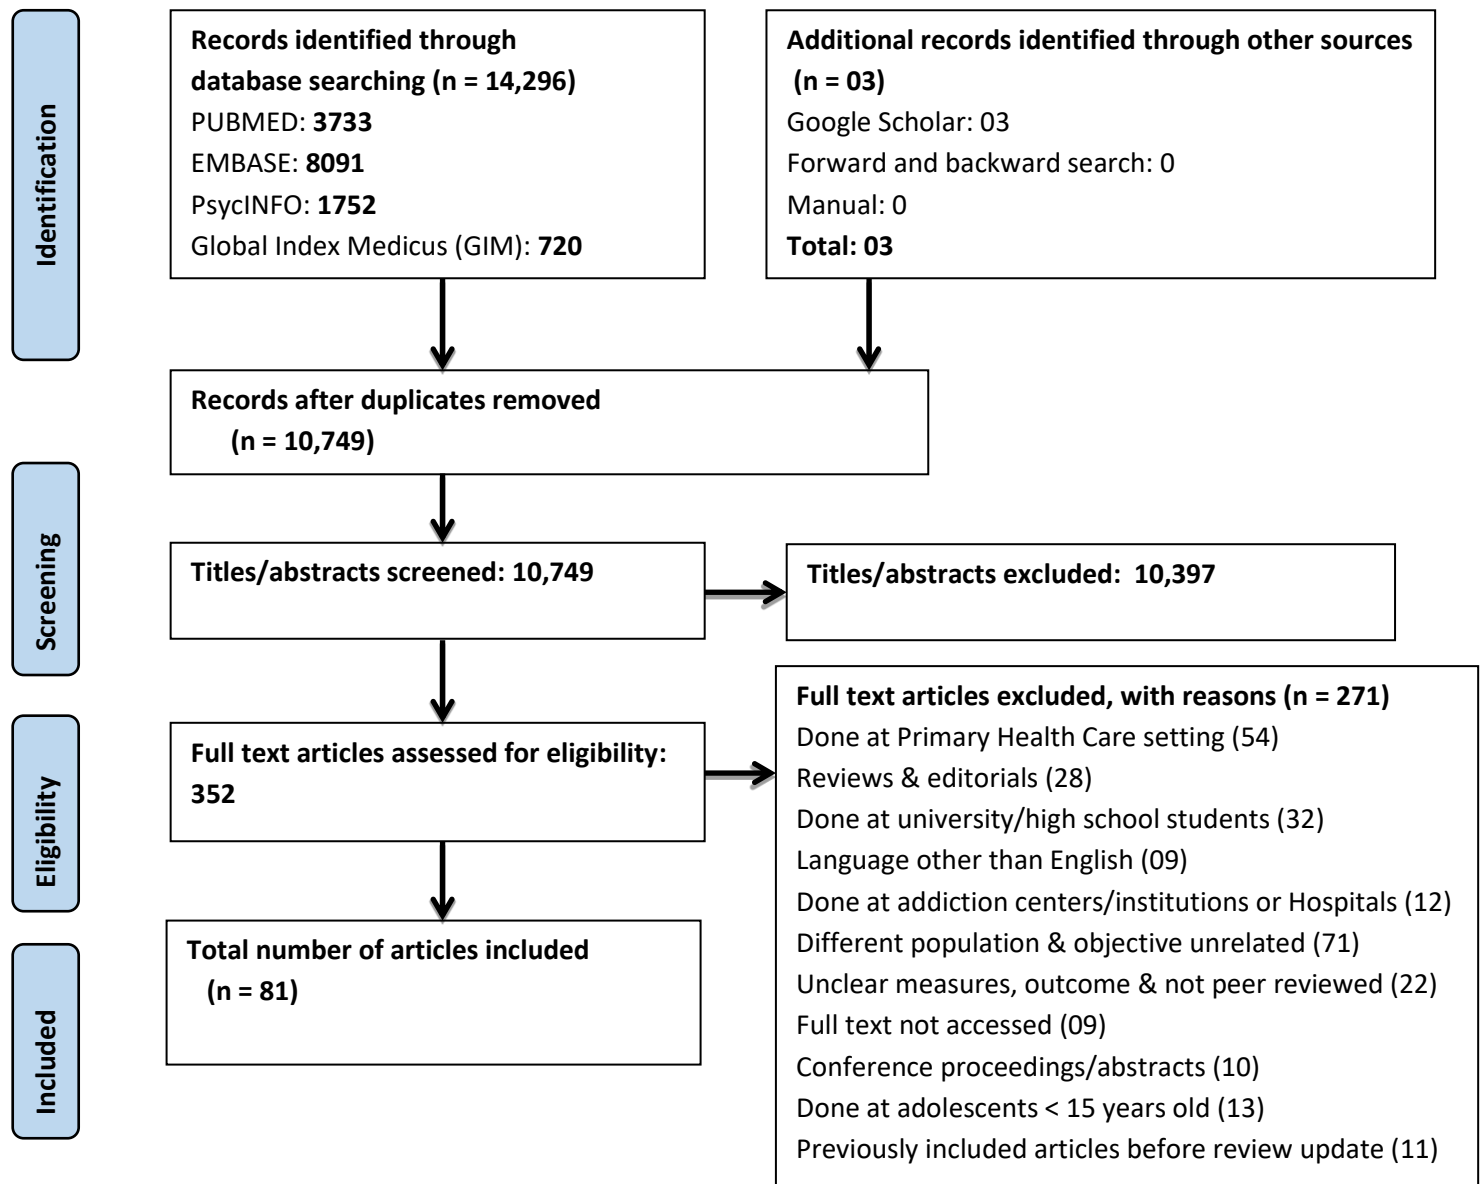 Identification
Records identified through
database searching (n = 14,296)
PUBMED: 3733
EMBASE: 8091
PsycINFO: 1752
Global Index Medicus (GIM): 720
Additional records identified through other sources
(n = 03)
Google Scholar: 03
Forward and backward search: 0
Manual: 0
Total: 03
Records after duplicates removed
(n = 10,749)
Screening
Titles/abstracts screened: 10,749
Titles/abstracts excluded: 10,397
Eligibility
Full text articles assessed for eligibility:
352
Full text articles excluded, with reasons (n = 271)
Done at Primary Health Care setting (54)
Reviews & editorials (28)
Done at university/high school students (32)
Language other than English (09)
Done at addiction centers/institutions or Hospitals (12)
Different population & objective unrelated (71)
Unclear measures, outcome & not peer reviewed (22)
Full text not accessed (09)
Conference proceedings/abstracts (10)
Done at adolescents < 15 years old (13)
Previously included articles before review update (11)
Included
Total number of articles included
(n = 81)